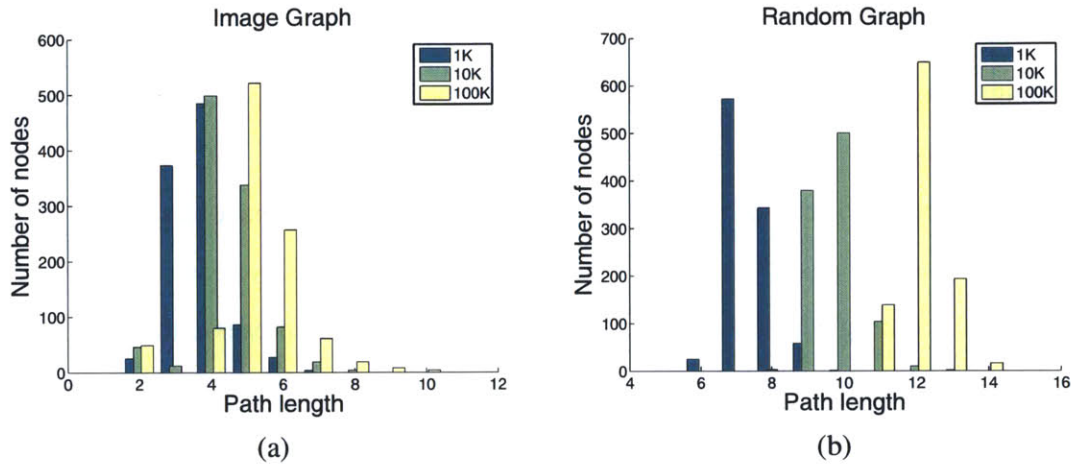 Image Graph
600
500
400
300
200
100
0
Number of nodes
1K
10K
100K
0 2 4 6 8 10 12
Path length
(a)
Random Graph
700
600
500
400
300
200
100
0
Number of nodes
1K
10K
100K
4 6 8 10 12 14 16
Path length
(b)